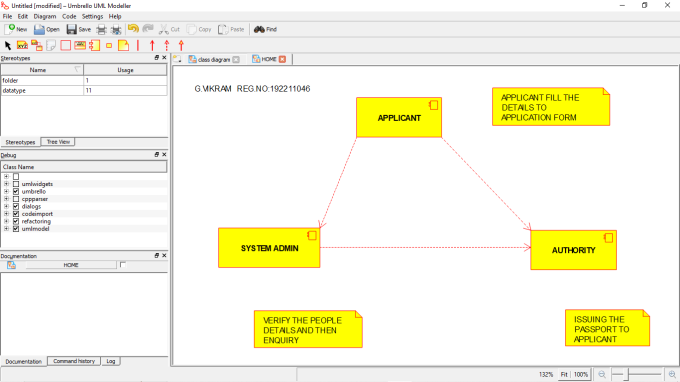 Untitled [modified] – Umbrello UML Modeller
File Edit Diagram Code Settings Help
New Open Save Undo Redo Cut Copy Paste Find
Stereotypes
Name Usage
folder 1
datatype 11
Stereotypes Tree View
Debug
Class Name
umlwidgets
umbrello
cppparser
dialogs
codeimport
refactoring
umlmodel
Documentation
HOME
Documentation Command history Log
class diagram HOME
G.VIKRAM REG.NO:192211046
APPLICANT
APPLICANT FILL THE
DETAILS TO
APPLICATION FORM
SYSTEM ADMIN
AUTHORITY
VERIFY THE PEOPLE
DETAILS AND THEN
ENQUIRY
ISSUING THE
PASSPORT TO
APPLICANT
132% Fit 100%